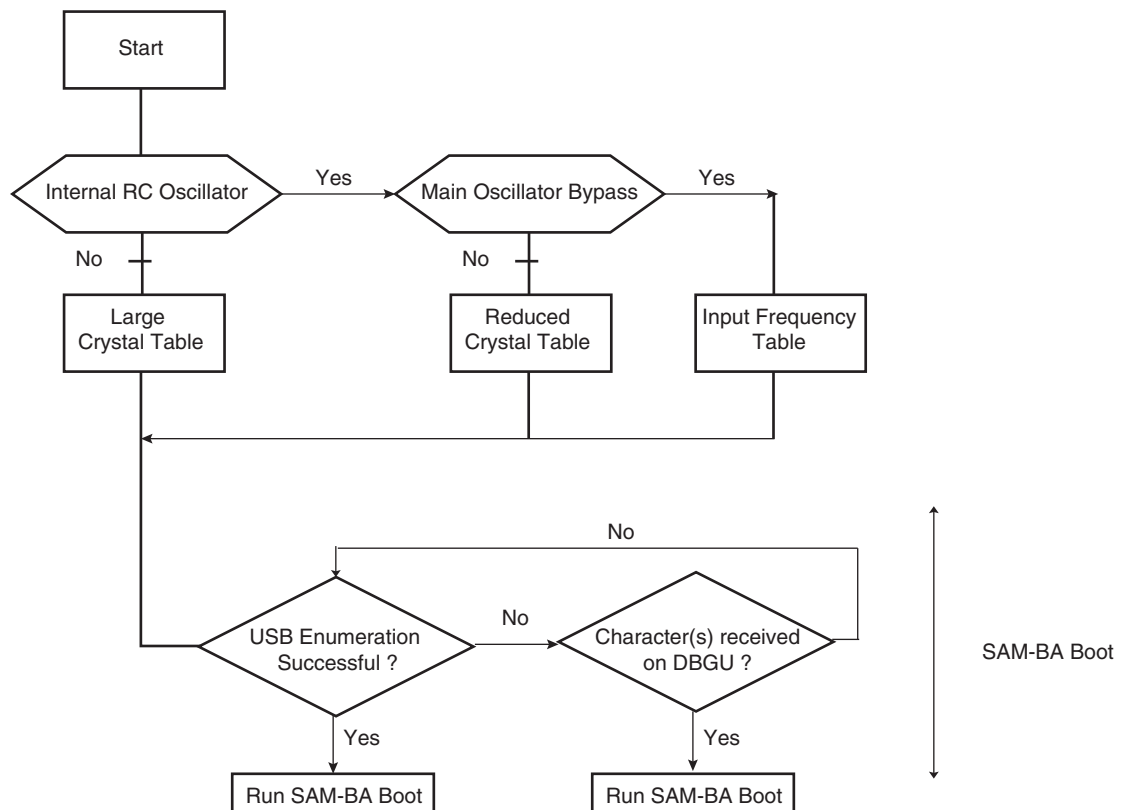 Start
Internal RC Oscillator
Yes
Main Oscillator Bypass
Yes
No
No
Large
Crystal Table
Reduced
Crystal Table
Input Frequency
Table
No
USB Enumeration
Successful ?
No
Character(s) received
on DBGU ?
SAM-BA Boot
Yes
Yes
Run SAM-BA Boot
Run SAM-BA Boot